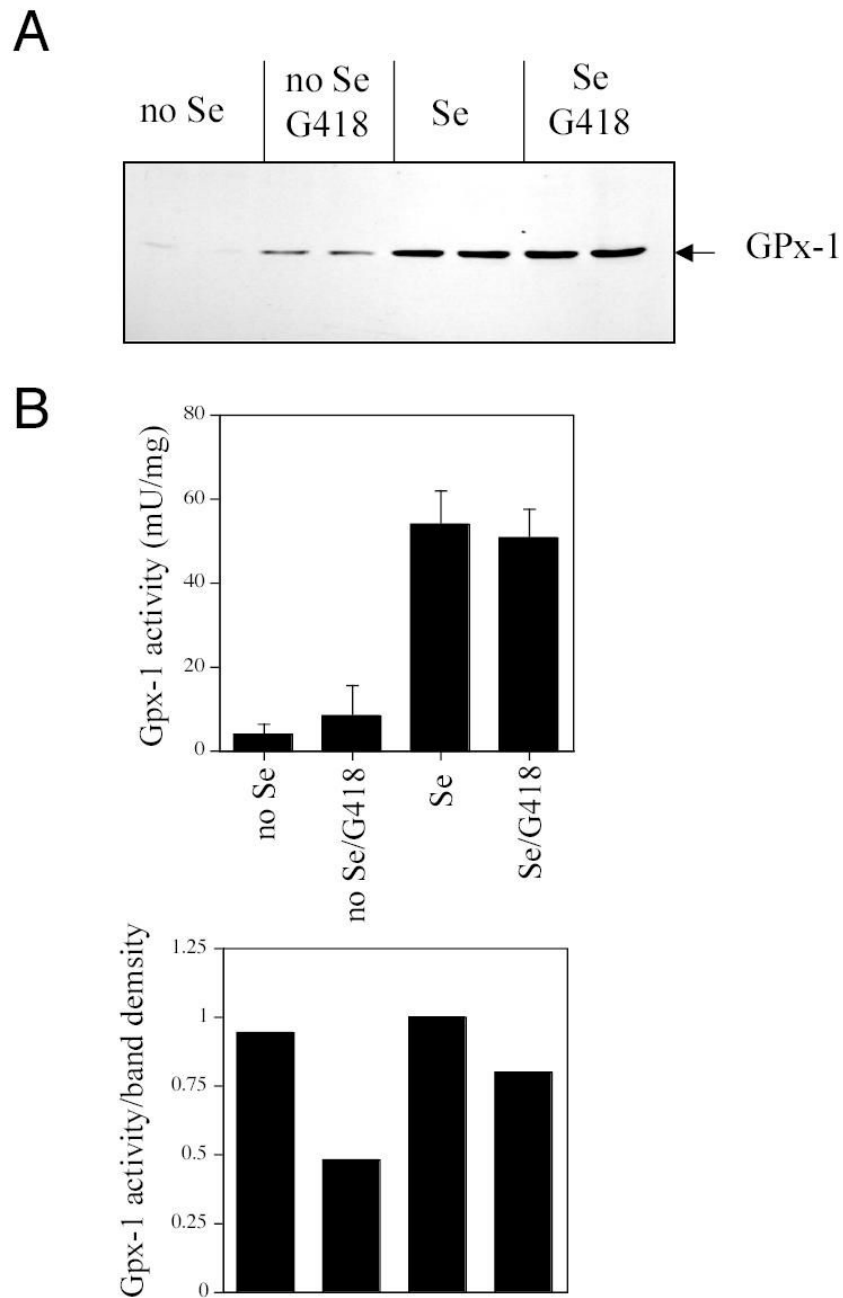 A
no Se
no Se
G418
Se
Se
G418
GPx-1
B
Gpx-1 activity (mU/mg)
80
60
40
20
0
no Se
no Se/G418
Se
Se/G418
Gpx-1 activity/band demsity
1.25
1
0.75
0.5
0.25
0